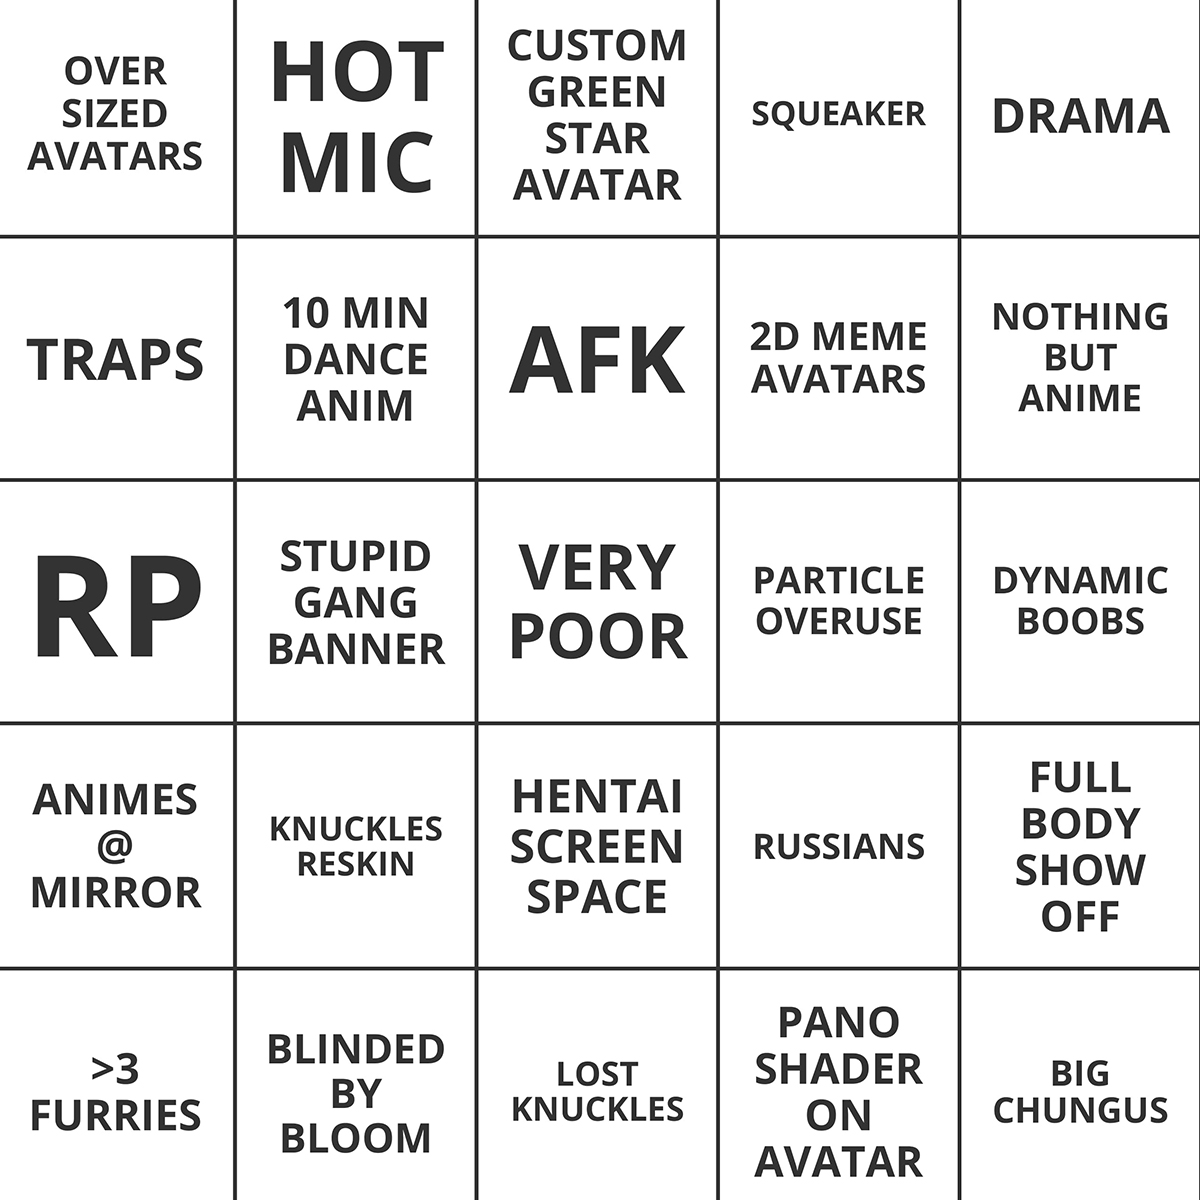 OVER
SIZED
AVATARS
HOT
MIC
CUSTOM
GREEN
STAR
AVATAR
SQUEAKER
DRAMA
TRAPS
10 MIN
DANCE
ANIM
AFK
2D MEME
AVATARS
NOTHING
BUT
ANIME
RP
STUPID
GANG
BANNER
VERY
POOR
PARTICLE
OVERUSE
DYNAMIC
BOOBS
ANIMES
@
MIRROR
KNUCKLES
RESKIN
HENTAI
SCREEN
SPACE
RUSSIANS
FULL
BODY
SHOW
OFF
>3
FURRIES
BLINDED
BY
BLOOM
LOST
KNUCKLES
PANO
SHADER
ON
AVATAR
BIG
CHUNGUS